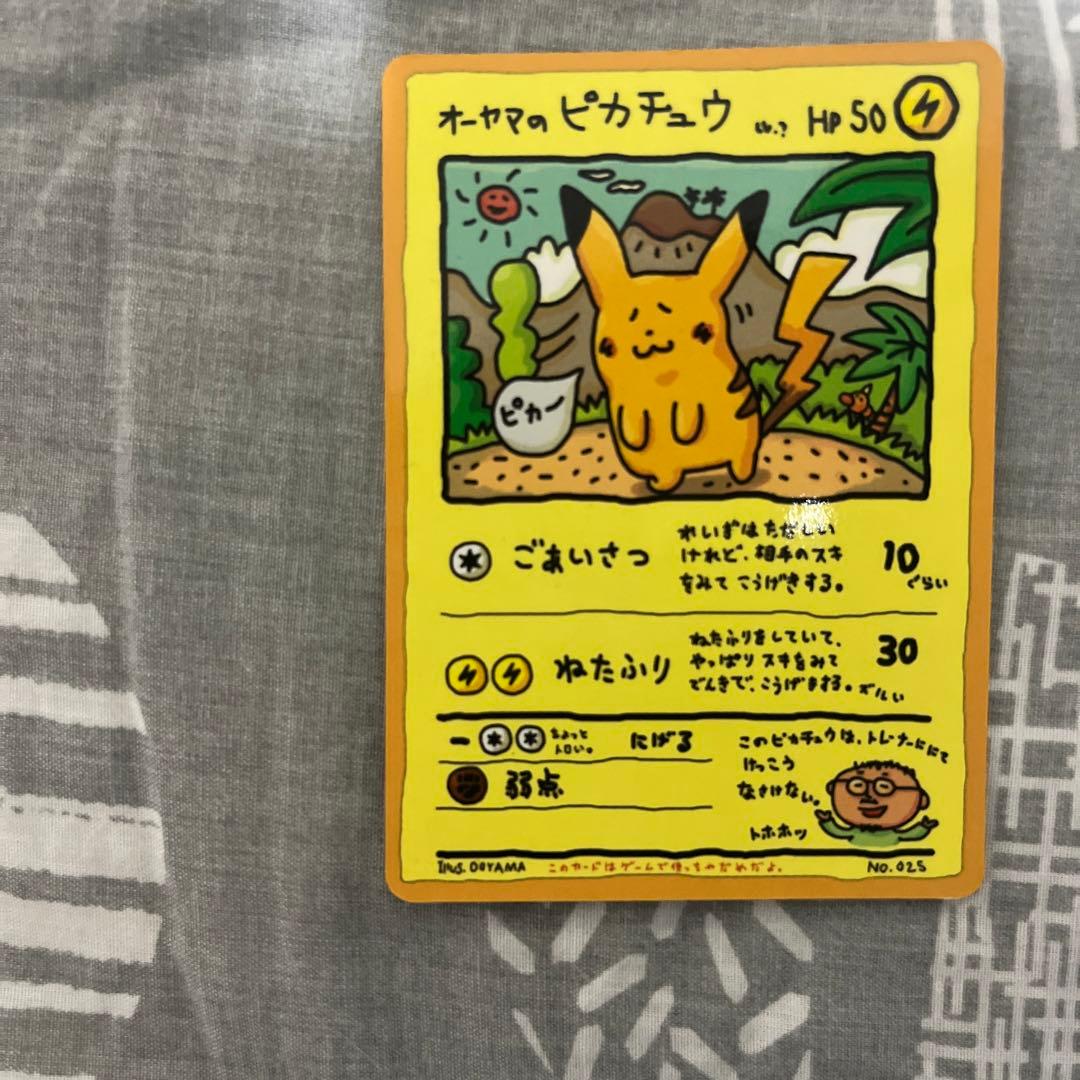 オーヤマの ピカチュウ Lv.? HP 50
ピカー
ごあいさつ
れいぎはただしい
けれど、相手のスキ
をみて こうげきする。
10
ぐらい
ねたふり
ねたふりをしていて、
やっぱり スキをみて
でんきで、こうげきする。
ズルい
30
ー
ちょっと
トロい。
にげる
弱点
このピカチュウは、トレーナーににて
けっこう
なさけない。
トホホッ
Illus. OOYAMA このカードはゲームで使っちゃだめだよ。 NO. 025